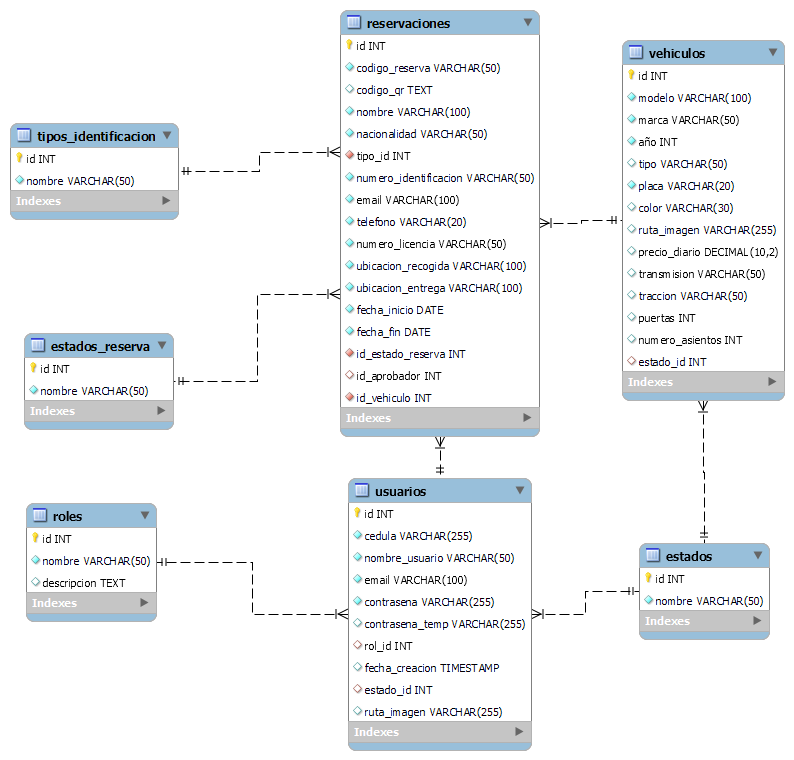 reservaciones
id INT
codigo_reserva VARCHAR(50)
codigo_qr TEXT
nombre VARCHAR(100)
nacionalidad VARCHAR(50)
tipo_id INT
numero_identificacion VARCHAR(50)
email VARCHAR(100)
telefono VARCHAR(20)
numero_licencia VARCHAR(50)
ubicacion_recogida VARCHAR(100)
ubicacion_entrega VARCHAR(100)
fecha_inicio DATE
fecha_fin DATE
id_estado_reserva INT
id_aprobador INT
id_vehiculo INT
Indexes
vehiculos
id INT
modelo VARCHAR(100)
marca VARCHAR(50)
año INT
tipo VARCHAR(50)
placa VARCHAR(20)
color VARCHAR(30)
ruta_imagen VARCHAR(255)
precio_diario DECIMAL(10,2)
transmision VARCHAR(50)
traccion VARCHAR(50)
puertas INT
numero_asientos INT
estado_id INT
Indexes
tipos_identificacion
id INT
nombre VARCHAR(50)
Indexes
estados_reserva
id INT
nombre VARCHAR(50)
Indexes
roles
id INT
nombre VARCHAR(50)
descripcion TEXT
Indexes
usuarios
id INT
cedula VARCHAR(255)
nombre_usuario VARCHAR(50)
email VARCHAR(100)
contrasena VARCHAR(255)
contrasena_temp VARCHAR(255)
rol_id INT
fecha_creacion TIMESTAMP
estado_id INT
ruta_imagen VARCHAR(255)
Indexes
estados
id INT
nombre VARCHAR(50)
Indexes